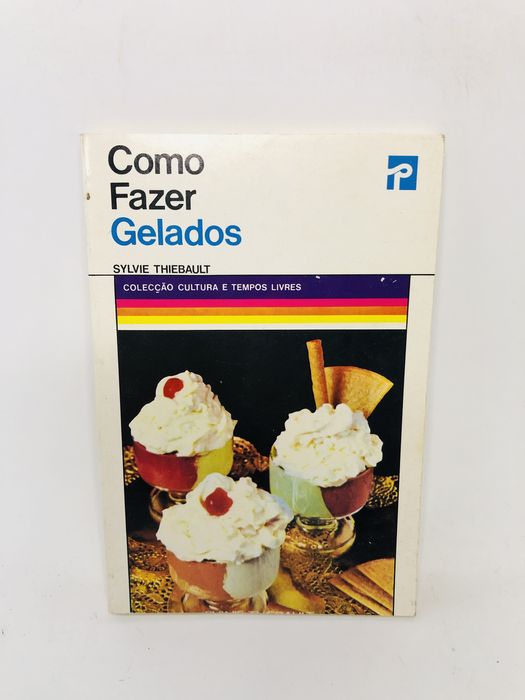 Como
Fazer
Gelados
SYLVIE THIEBAULT
COLECÇÃO CULTURA E TEMPOS LIVRES